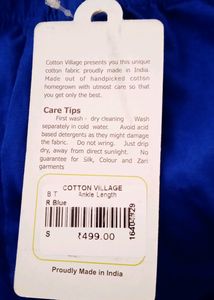 Cotton Village presents you this unique
cotton fabric proudly made in India.
Made out of handpicked cotton
homegrown with utmost care so that
you get only the best.
Care Tips
First wash - dry cleaning . Wash
separately in cold water. Avoid acid
based detergents as they might damage
the fabric. Do not wring. Just drip
dry, away from direct sunlight. No
guarantee for Silk, Colour and Zari
garments
COTTON VILLAGE
B T Ankle Length
R Blue
16404929
S ₹499.00
Proudly Made in India